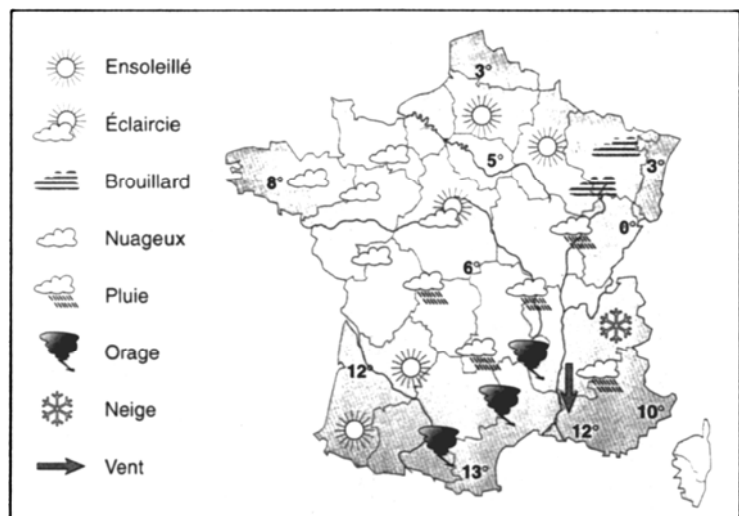 Ensoleillé
Éclaircie
Brouillard
Nuageux
Pluie
Orage
Neige
Vent
3°
5°
3°
8°
0°
6°
12°
10°
12°
13°